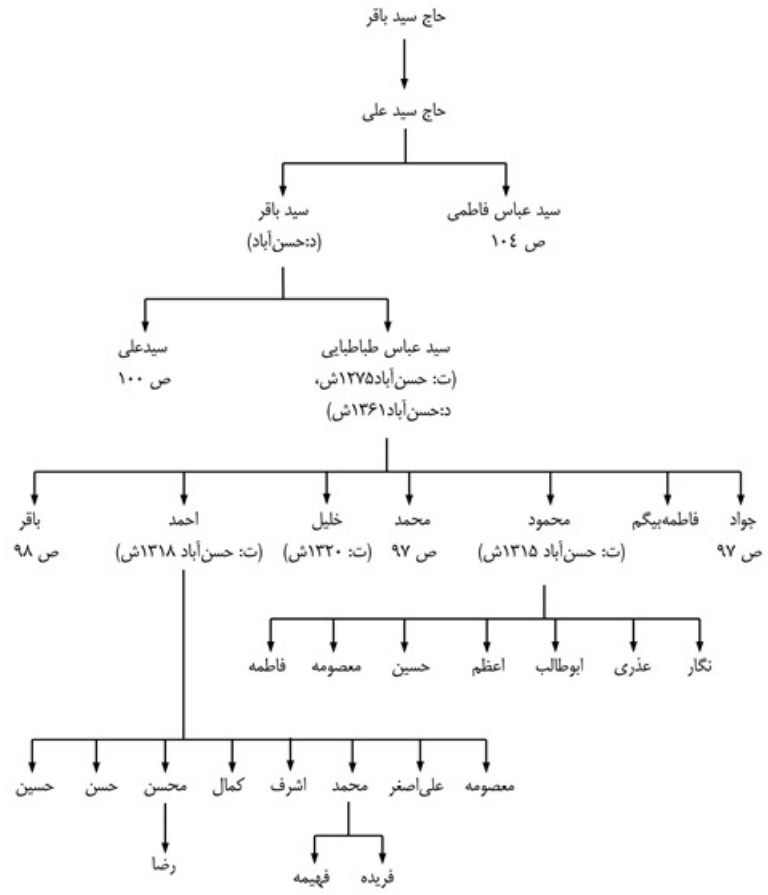 حاج سید باقر
حاج سید علی
سید عباس فاطمی
ص ۱۰٤
سید باقر
(د:حسن‌آباد)
سید عباس طباطبایی
(ت: حسن‌آباد۱۲۷۵ش،
د:حسن‌آباد۱۳۶۱ش)
سیدعلی
ص ۱۰۰
جواد
ص ۹۷
فاطمه‌بیگم
محمود
(ت: حسن‌آباد ۱۳۱۵ش)
محمد
ص ۹۷
خلیل
(ت: ۱۳۲۰ش)
احمد
(ت: حسن‌آباد ۱۳۱۸ش)
باقر
ص ۹۸
نگار
عذری
ابوطالب
اعظم
حسین
معصومه
فاطمه
معصومه
علی‌اصغر
محمد
اشرف
کمال
محسن
حسن
حسین
فریده
فهیمه
رضا